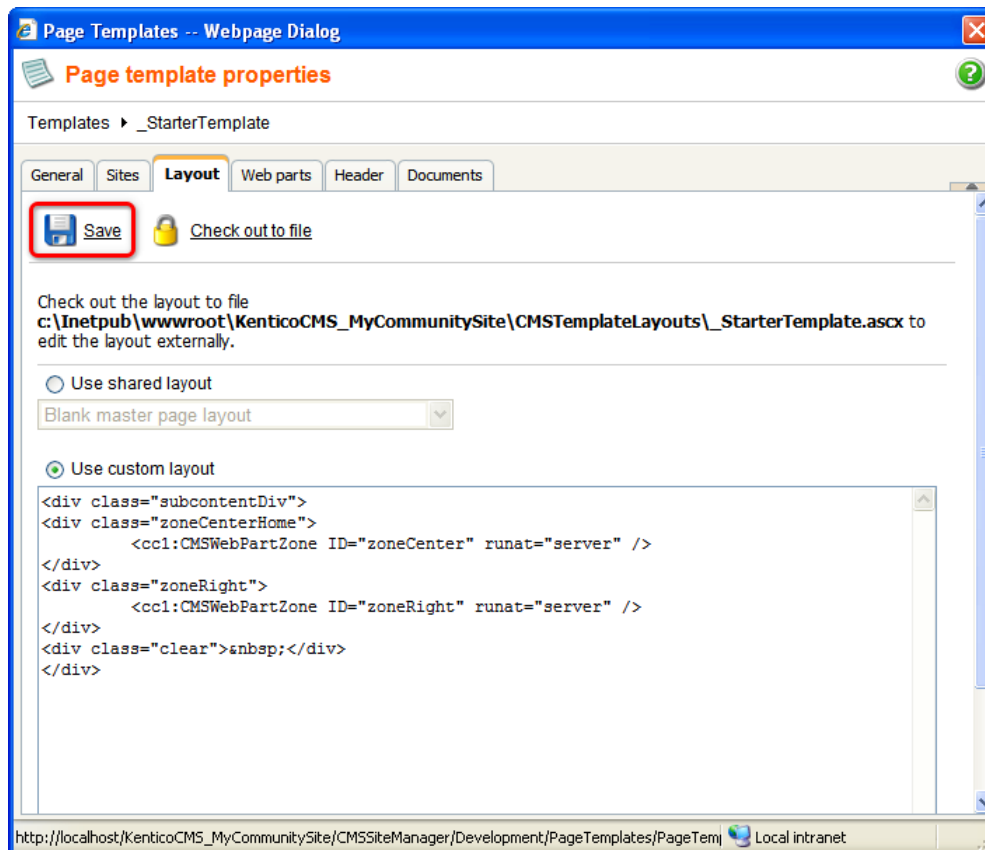 Page Templates -- Webpage Dialog
Page template properties
Templates _StarterTemplate
General Sites Layout Web parts Header Documents
Save Check out to file
Check out the layout to file
c:\Inetpub\wwwroot\KenticoCMS_MyCommunitySite\CMSTemplateLayouts\_StarterTemplate.ascx to
edit the layout externally.
Use shared layout
Blank master page layout
Use custom layout
<div class="subcontentDiv">
<div class="zoneCenterHome">
<cc1:CMSWebPartZone ID="zoneCenter" runat="server" />
</div>
<div class="zoneRight">
<cc1:CMSWebPartZone ID="zoneRight" runat="server" />
</div>
<div class="clear">&nbsp;</div>
</div>
http://localhost/KenticoCMS_MyCommunitySite/CMSSiteManager/Development/PageTemplates/PageTem Local intranet